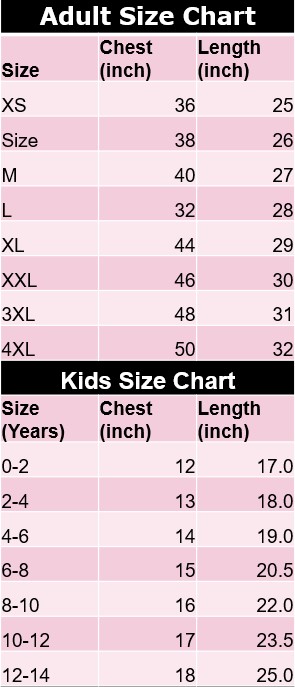 Adult Size Chart
Size Chest (inch) Length (inch)
XS 36 25
Size 38 26
M 40 27
L 32 28
XL 44 29
XXL 46 30
3XL 48 31
4XL 50 32
Kids Size Chart
Size (Years) Chest (inch) Length (inch)
0-2 12 17.0
2-4 13 18.0
4-6 14 19.0
6-8 15 20.5
8-10 16 22.0
10-12 17 23.5
12-14 18 25.0